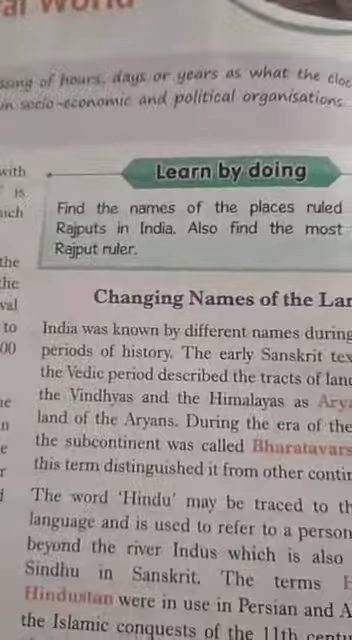 al World
ssing of hours, days or years as what the cloc
in socio-economic and political organisations.
with
is
such
the
the
val
to
00
Learn by doing
Find the names of the places ruled
Rajputs in India. Also find the most
Rajput ruler.
Changing Names of the Lan
India was known by different names during
periods of history. The early Sanskrit tex
the Vedic period described the tracts of land
the Vindhyas and the Himalayas as Arya
land of the Aryans. During the era of the
the subcontinent was called Bharatavars
this term distinguished it from other contin
The word 'Hindu' may be traced to th
language and is used to refer to a person
beyond the river Indus which is also
Sindhu in Sanskrit. The terms
Hindustan were in use in Persian and A
the Islamic conquests of the 11th cent